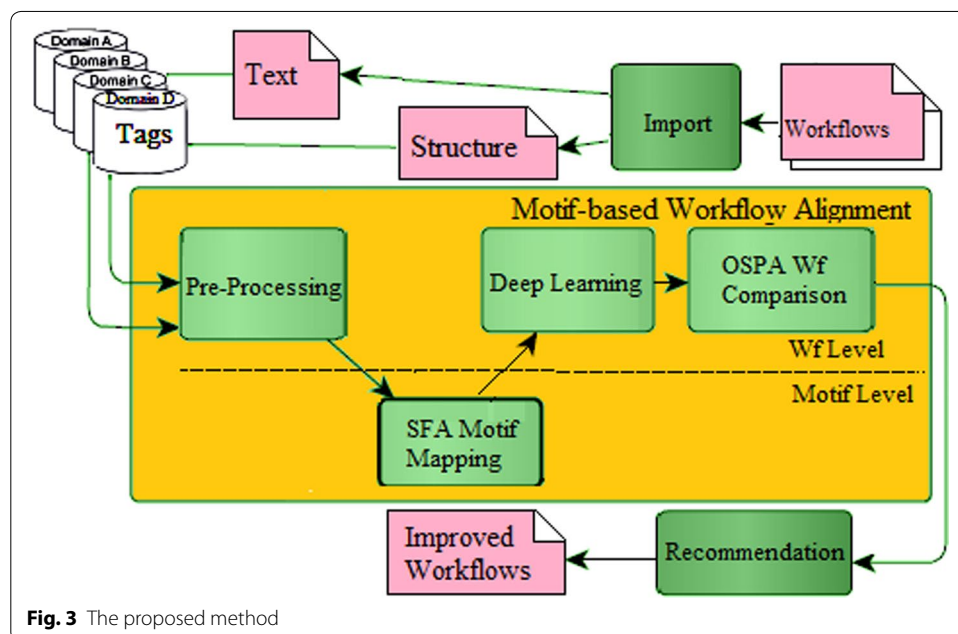 Domain A
Domain B
Domain C
Domain D
Tags
Text
Structure
Import
Workflows
Motif-based Workflow Alignment
Pre-Processing
Deep Learning
OSPA Wf
Comparison
Wf Level
Motif Level
SFA Motif
Mapping
Improved
Workflows
Recommendation
Fig. 3 The proposed method